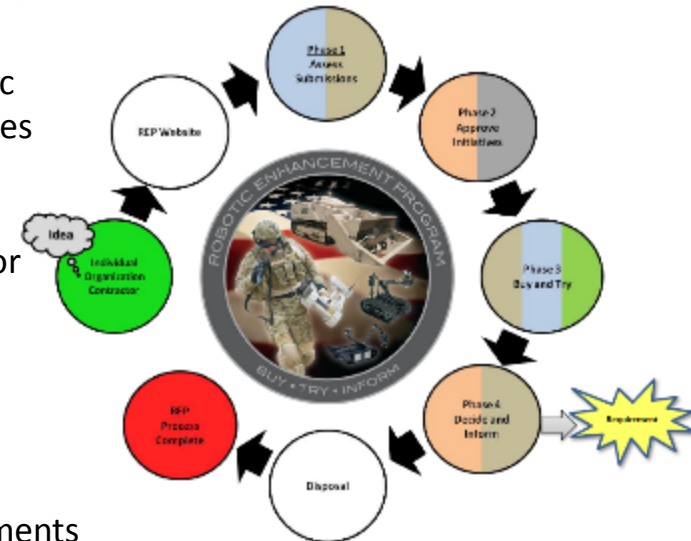 ic
es
or
ments
Idea
Individual
Organization
Contractor
REP Website
Phase 1
Assess
Submissions
Phase 2
Approve
Initiatives
Phase 3
Buy and Try
Phase 4
Decide and
Inform
Requirement
Disposal
REP
Process
Complete
ROBOTIC ENHANCEMENT PROGRAM
BUY • TRY • INFORM